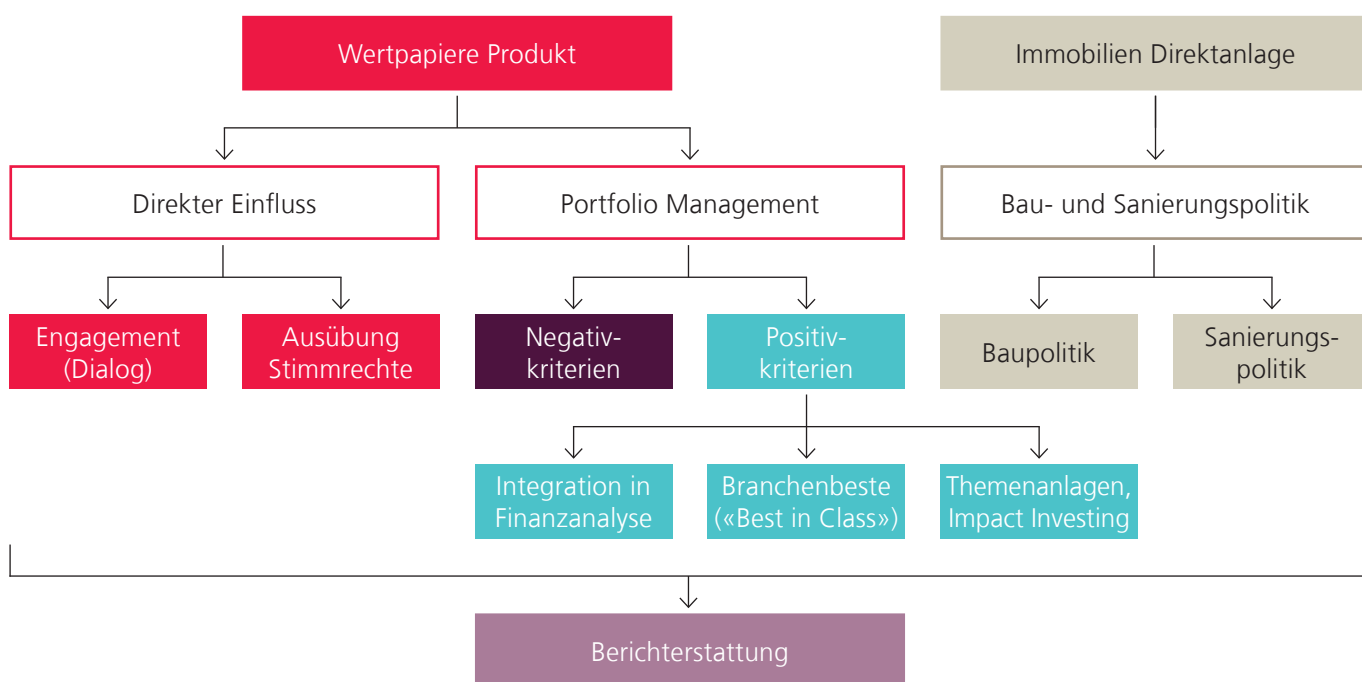 Wertpapiere Produkt
Immobilien Direktanlage
Direkter Einfluss
Portfolio Management
Bau- und Sanierungspolitik
Engagement
(Dialog)
Ausübung
Stimmrechte
Negativ-
kriterien
Positiv-
kriterien
Baupolitik
Sanierungs-
politik
Integration in
Finanzanalyse
Branchenbeste
(«Best in Class»)
Themenanlagen,
Impact Investing
Berichterstattung